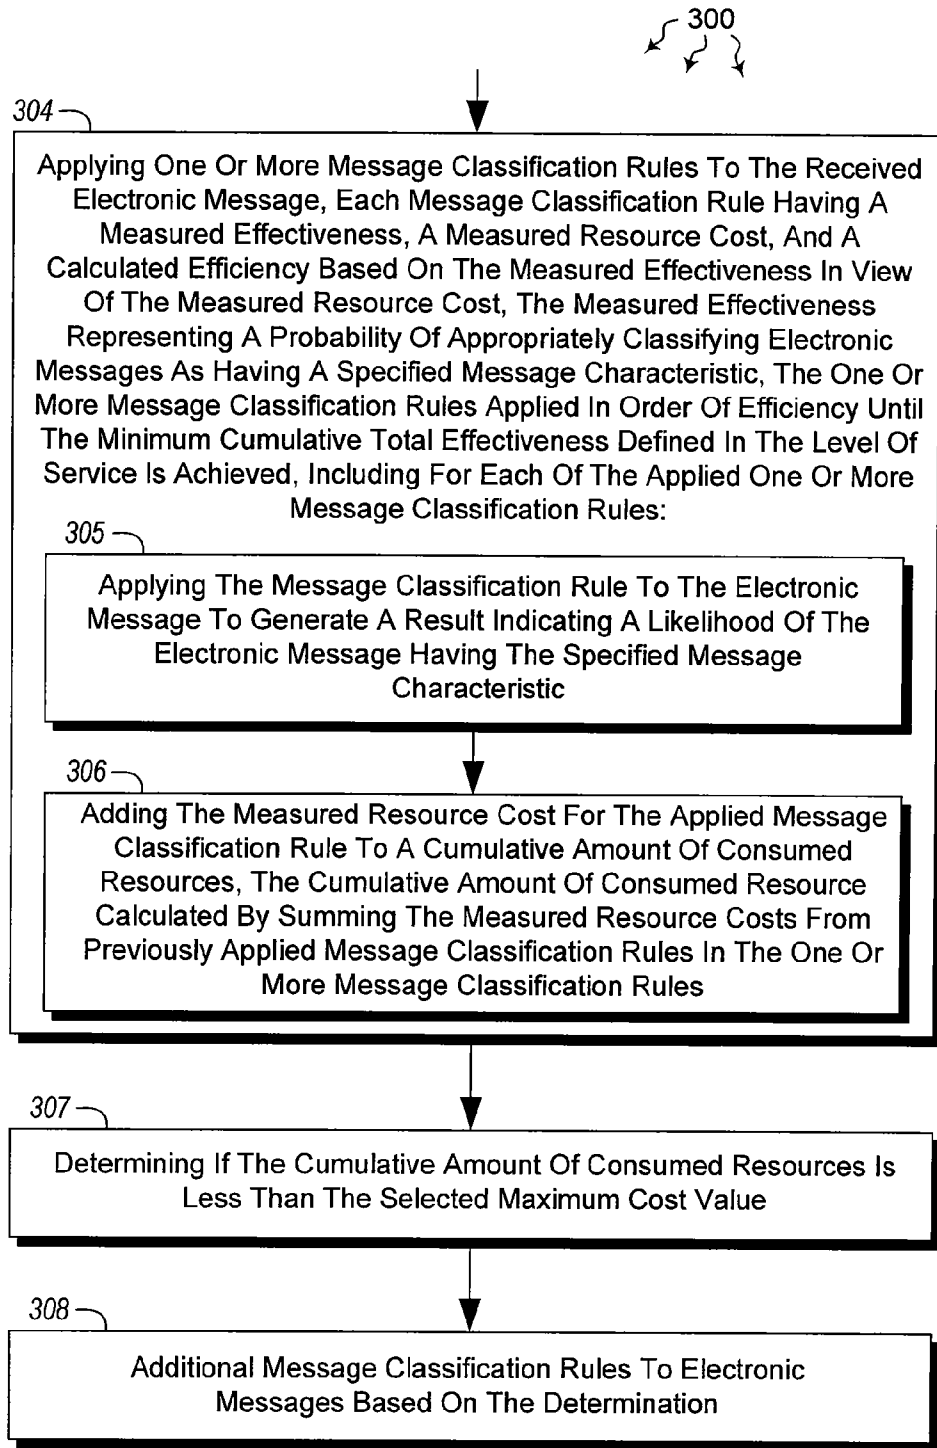 300
304
Applying One Or More Message Classification Rules To The Received
Electronic Message, Each Message Classification Rule Having A
Measured Effectiveness, A Measured Resource Cost, And A
Calculated Efficiency Based On The Measured Effectiveness In View
Of The Measured Resource Cost, The Measured Effectiveness
Representing A Probability Of Appropriately Classifying Electronic
Messages As Having A Specified Message Characteristic, The One Or
More Message Classification Rules Applied In Order Of Efficiency Until
The Minimum Cumulative Total Effectiveness Defined In The Level Of
Service Is Achieved, Including For Each Of The Applied One Or More
Message Classification Rules:
305
Applying The Message Classification Rule To The Electronic
Message To Generate A Result Indicating A Likelihood Of The
Electronic Message Having The Specified Message
Characteristic
306
Adding The Measured Resource Cost For The Applied Message
Classification Rule To A Cumulative Amount Of Consumed
Resources, The Cumulative Amount Of Consumed Resource
Calculated By Summing The Measured Resource Costs From
Previously Applied Message Classification Rules In The One Or
More Message Classification Rules
307
Determining If The Cumulative Amount Of Consumed Resources Is
Less Than The Selected Maximum Cost Value
308
Additional Message Classification Rules To Electronic
Messages Based On The Determination